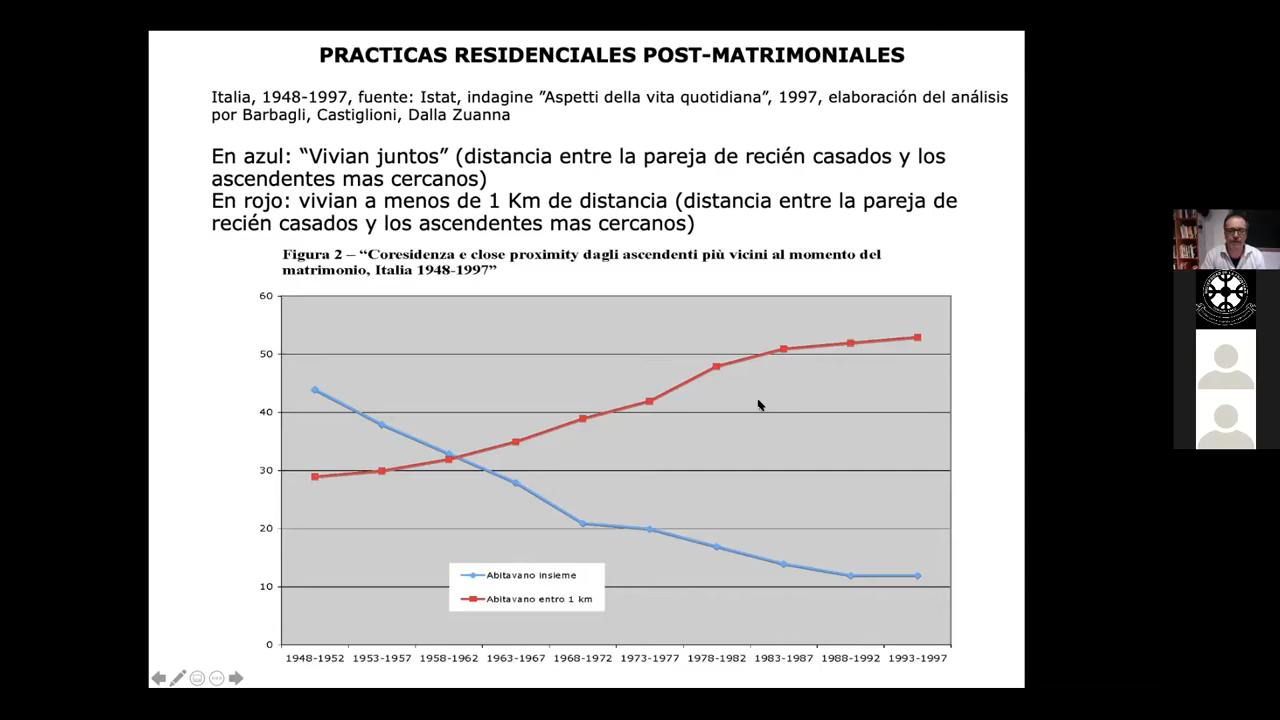 PRACTICAS RESIDENCIALES POST-MATRIMONIALES
Italia, 1948-1997, fuente: Istat, indagine ”Aspetti della vita quotidiana”, 1997, elaboración del análisis
por Barbagli, Castiglioni, Dalla Zuanna
En azul: “Vivian juntos” (distancia entre la pareja de recién casados y los
ascendentes mas cercanos)
En rojo: vivian a menos de 1 Km de distancia (distancia entre la pareja de
recién casados y los ascendentes mas cercanos)
Figura 2 – “Coresidenza e close proximity dagli ascendenti più vicini al momento del
matrimonio, Italia 1948-1997”
60
50
40
30
20
10
0
Abitavano insieme
Abitavano entro 1 km
1948-1952 1953-1957 1958-1962 1963-1967 1968-1972 1973-1977 1978-1982 1983-1987 1988-1992 1993-1997